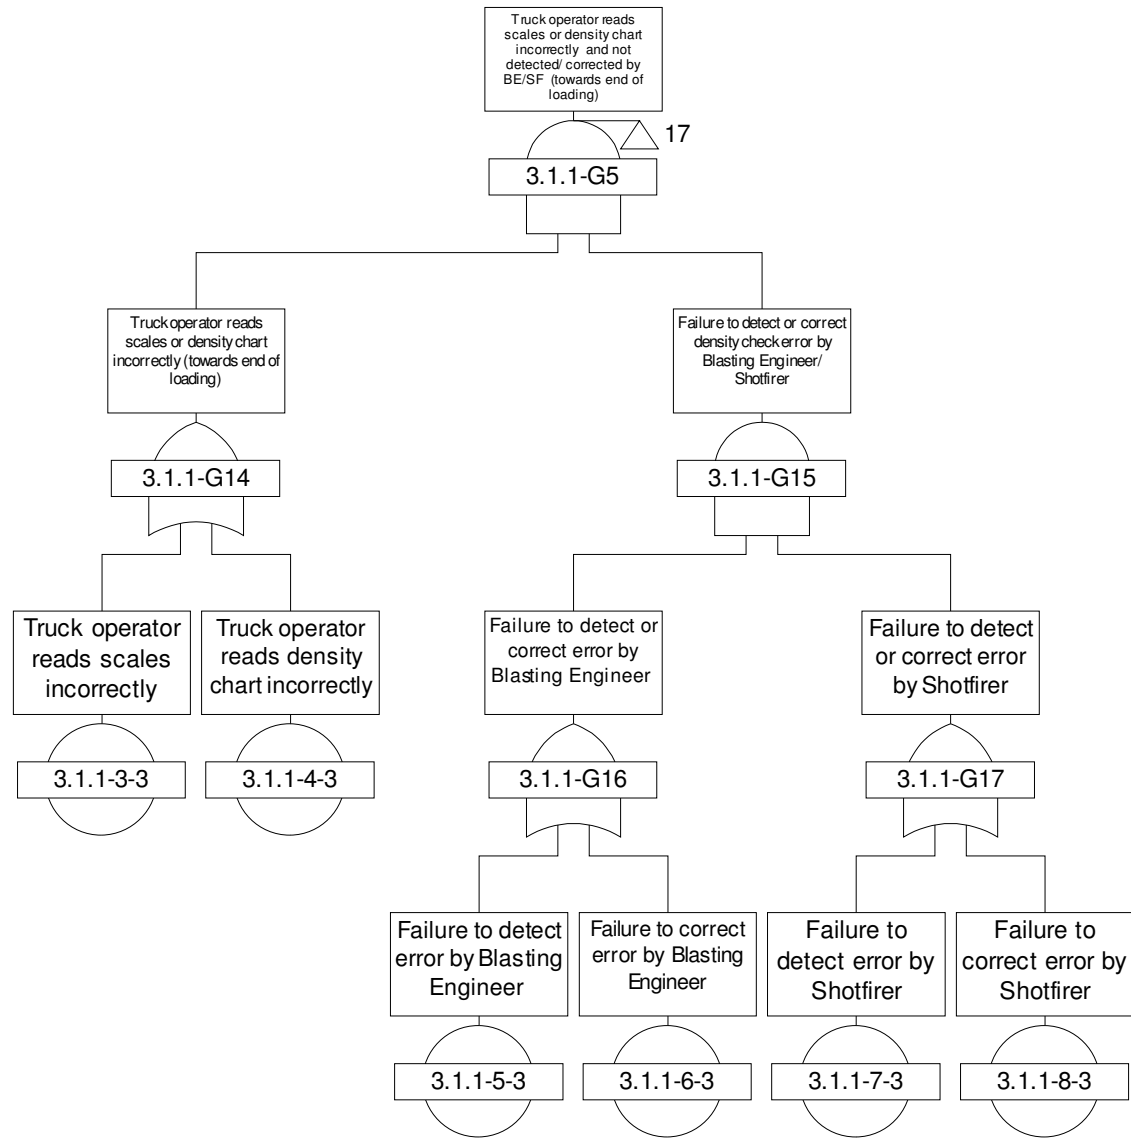 Truck operator reads
scales or density chart
incorrectly and not
detected/ corrected by
BE/SF (towards end of
loading)
17
3.1.1-G5
Truck operator reads
scales or density chart
incorrectly (towards end of
loading)
Failure to detect or correct
density check error by
Blasting Engineer/
Shotfirer
3.1.1-G14
3.1.1-G15
Truck operator
reads scales
incorrectly
Truck operator
reads density
chart incorrectly
Failure to detect or
correct error by
Blasting Engineer
Failure to detect
or correct error
by Shotfirer
3.1.1-3-3
3.1.1-4-3
3.1.1-G16
3.1.1-G17
Failure to detect
error by Blasting
Engineer
Failure to correct
error by Blasting
Engineer
Failure to
detect error by
Shotfirer
Failure to
correct error by
Shotfirer
3.1.1-5-3
3.1.1-6-3
3.1.1-7-3
3.1.1-8-3